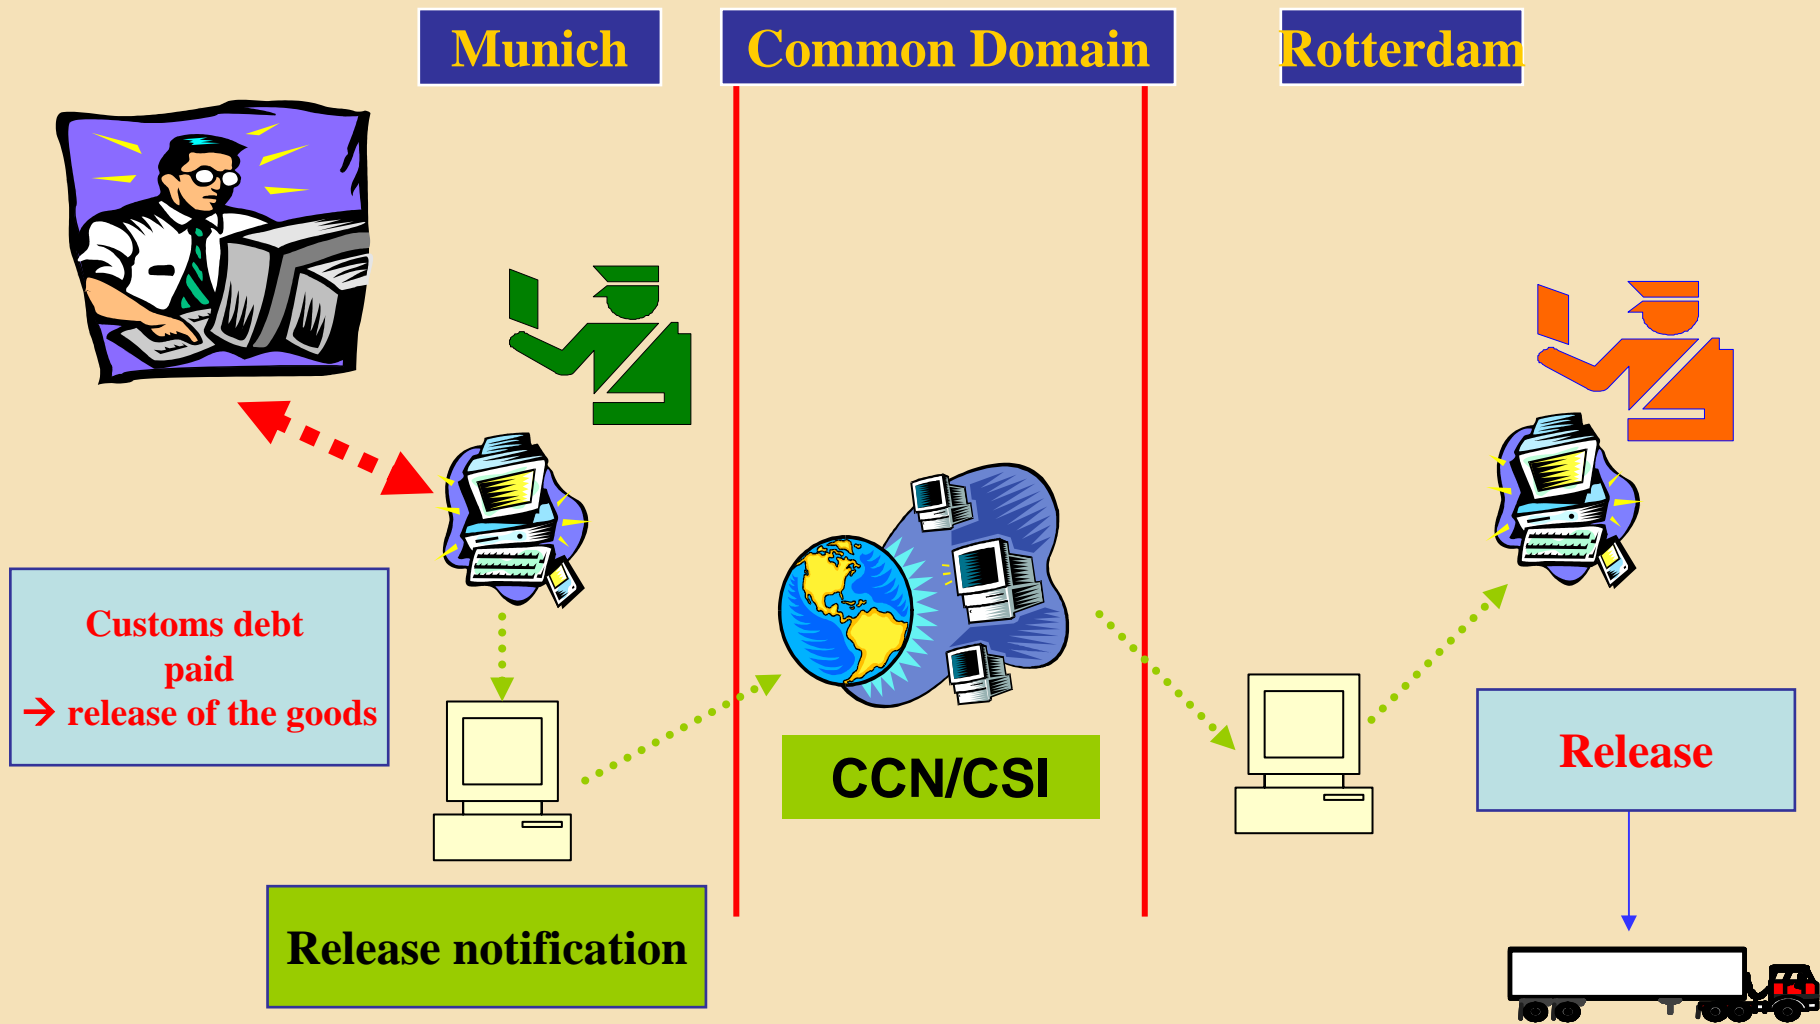 Munich
Common Domain
Rotterdam
Customs debt
paid
→ release of the goods
CCN/CSI
Release
Release notification